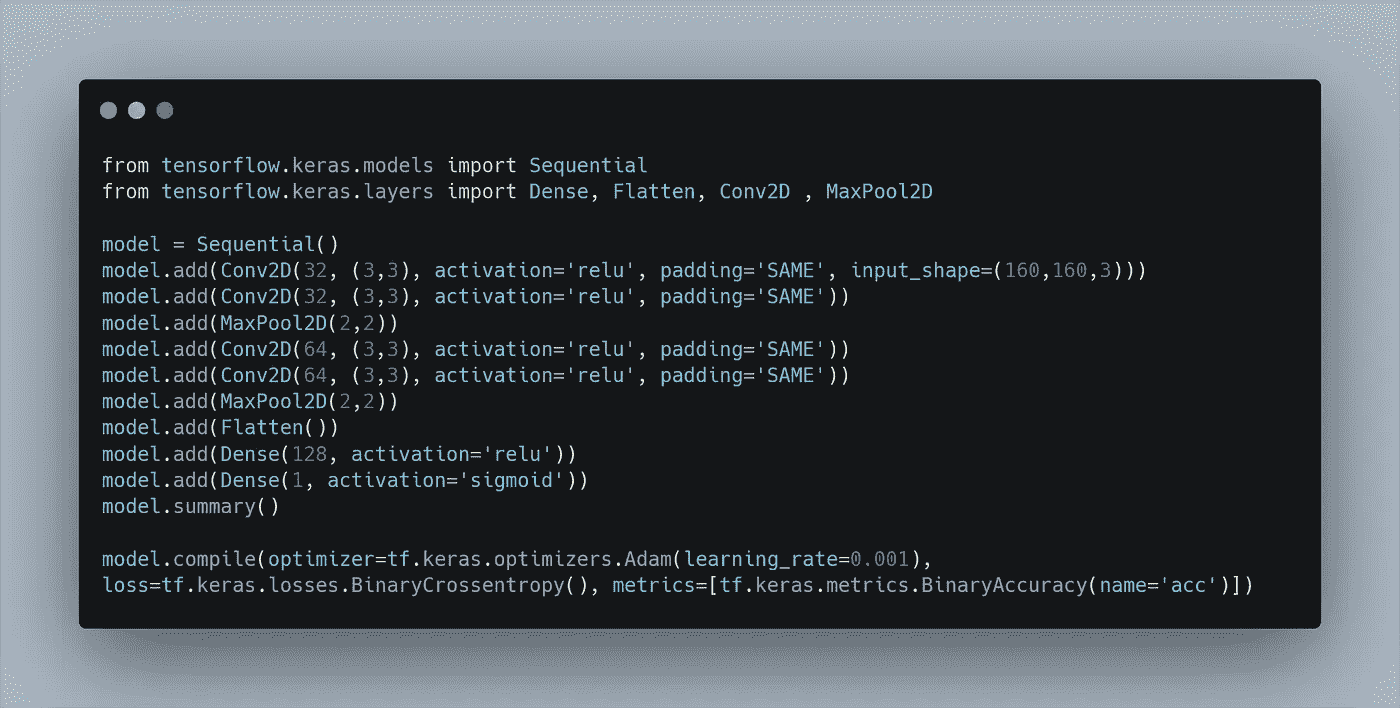 from tensorflow.keras.models import Sequential
from tensorflow.keras.layers import Dense, Flatten, Conv2D , MaxPool2D
model = Sequential()
model.add(Conv2D(32, (3,3), activation='relu', padding='SAME', input_shape=(160,160,3)))
model.add(Conv2D(32, (3,3), activation='relu', padding='SAME'))
model.add(MaxPool2D(2,2))
model.add(Conv2D(64, (3,3), activation='relu', padding='SAME'))
model.add(Conv2D(64, (3,3), activation='relu', padding='SAME'))
model.add(MaxPool2D(2,2))
model.add(Flatten())
model.add(Dense(128, activation='relu'))
model.add(Dense(1, activation='sigmoid'))
model.summary()
model.compile(optimizer=tf.keras.optimizers.Adam(learning_rate=0.001),
loss=tf.keras.losses.BinaryCrossentropy(), metrics=[tf.keras.metrics.BinaryAccuracy(name='acc')])